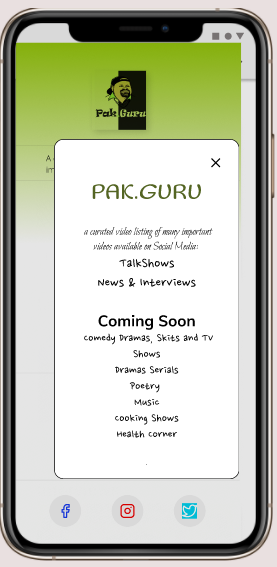 Pak Guru
A
PAK.GURU
a curated video listing of many important
videos available on Social Media:
TalkShows
News & Interviews
Coming Soon
Comedy Dramas, Skits and TV
Shows
Dramas Serials
Poetry
Music
Cooking Shows
Health Corner
.